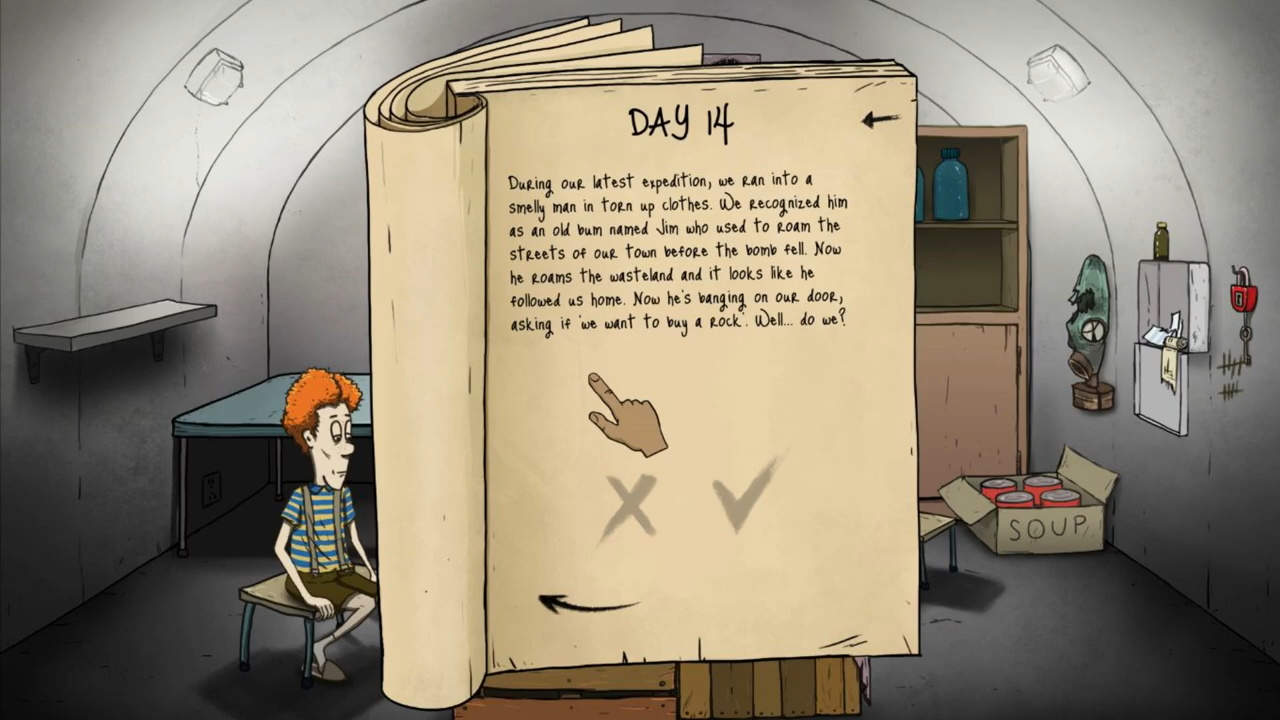 DAY 14
During our latest expedition, we ran into a
smelly man in torn up clothes. We recognized him
as an old bum named Jim who used to roam the
streets of our town before the bomb fell. Now
he roams the wasteland and it looks like he
followed us home. Now he's banging on our door,
asking if 'we want to buy a rock'. Well... do we?
SOUP